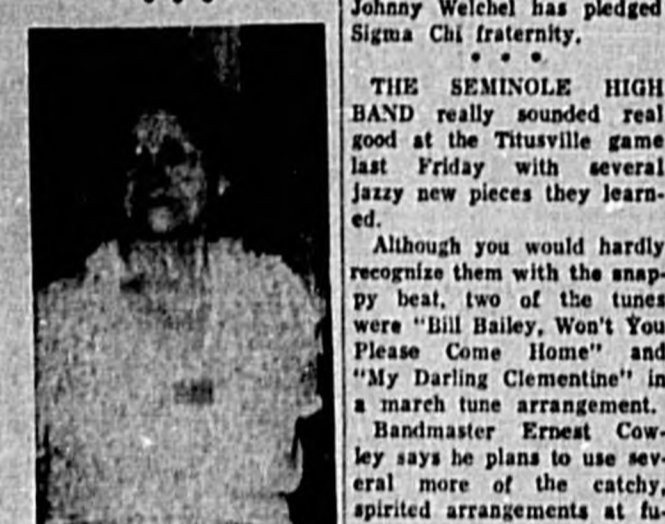 Johnny Welchel has pledged
Sigma Chi fraternity.
• • •
THE SEMINOLE HIGH
BAND really sounded real
good at the Titusville game
last Friday with several
jazzy new pieces they learn-
ed.
Although you would hardly
recognize them with the snap-
py beat, two of the tunes
were "Bill Bailey, Won't You
Please Come Home" and
"My Darling Clementine" in
a march tune arrangement.
Bandmaster Ernest Cow-
ley says he plans to use sev-
eral more of the catchy,
spirited arrangements at fu-